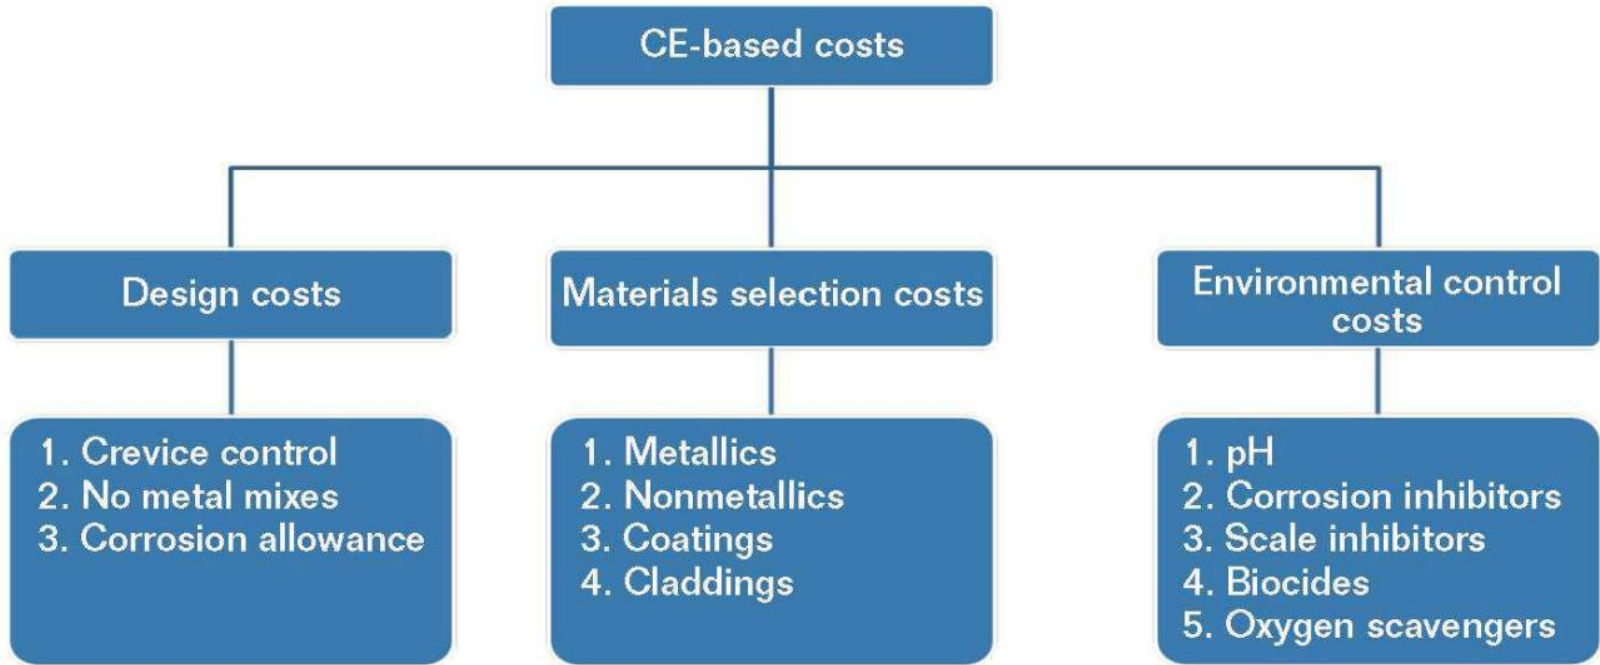 CE-based costs
Design costs
Materials selection costs
Environmental control
costs
1. Crevice control
2. No metal mixes
3. Corrosion allowance
1. Metallics
2. Nonmetallics
3. Coatings
4. Claddings
1. pH
2. Corrosion inhibitors
3. Scale inhibitors
4. Biocides
5. Oxygen scavengers